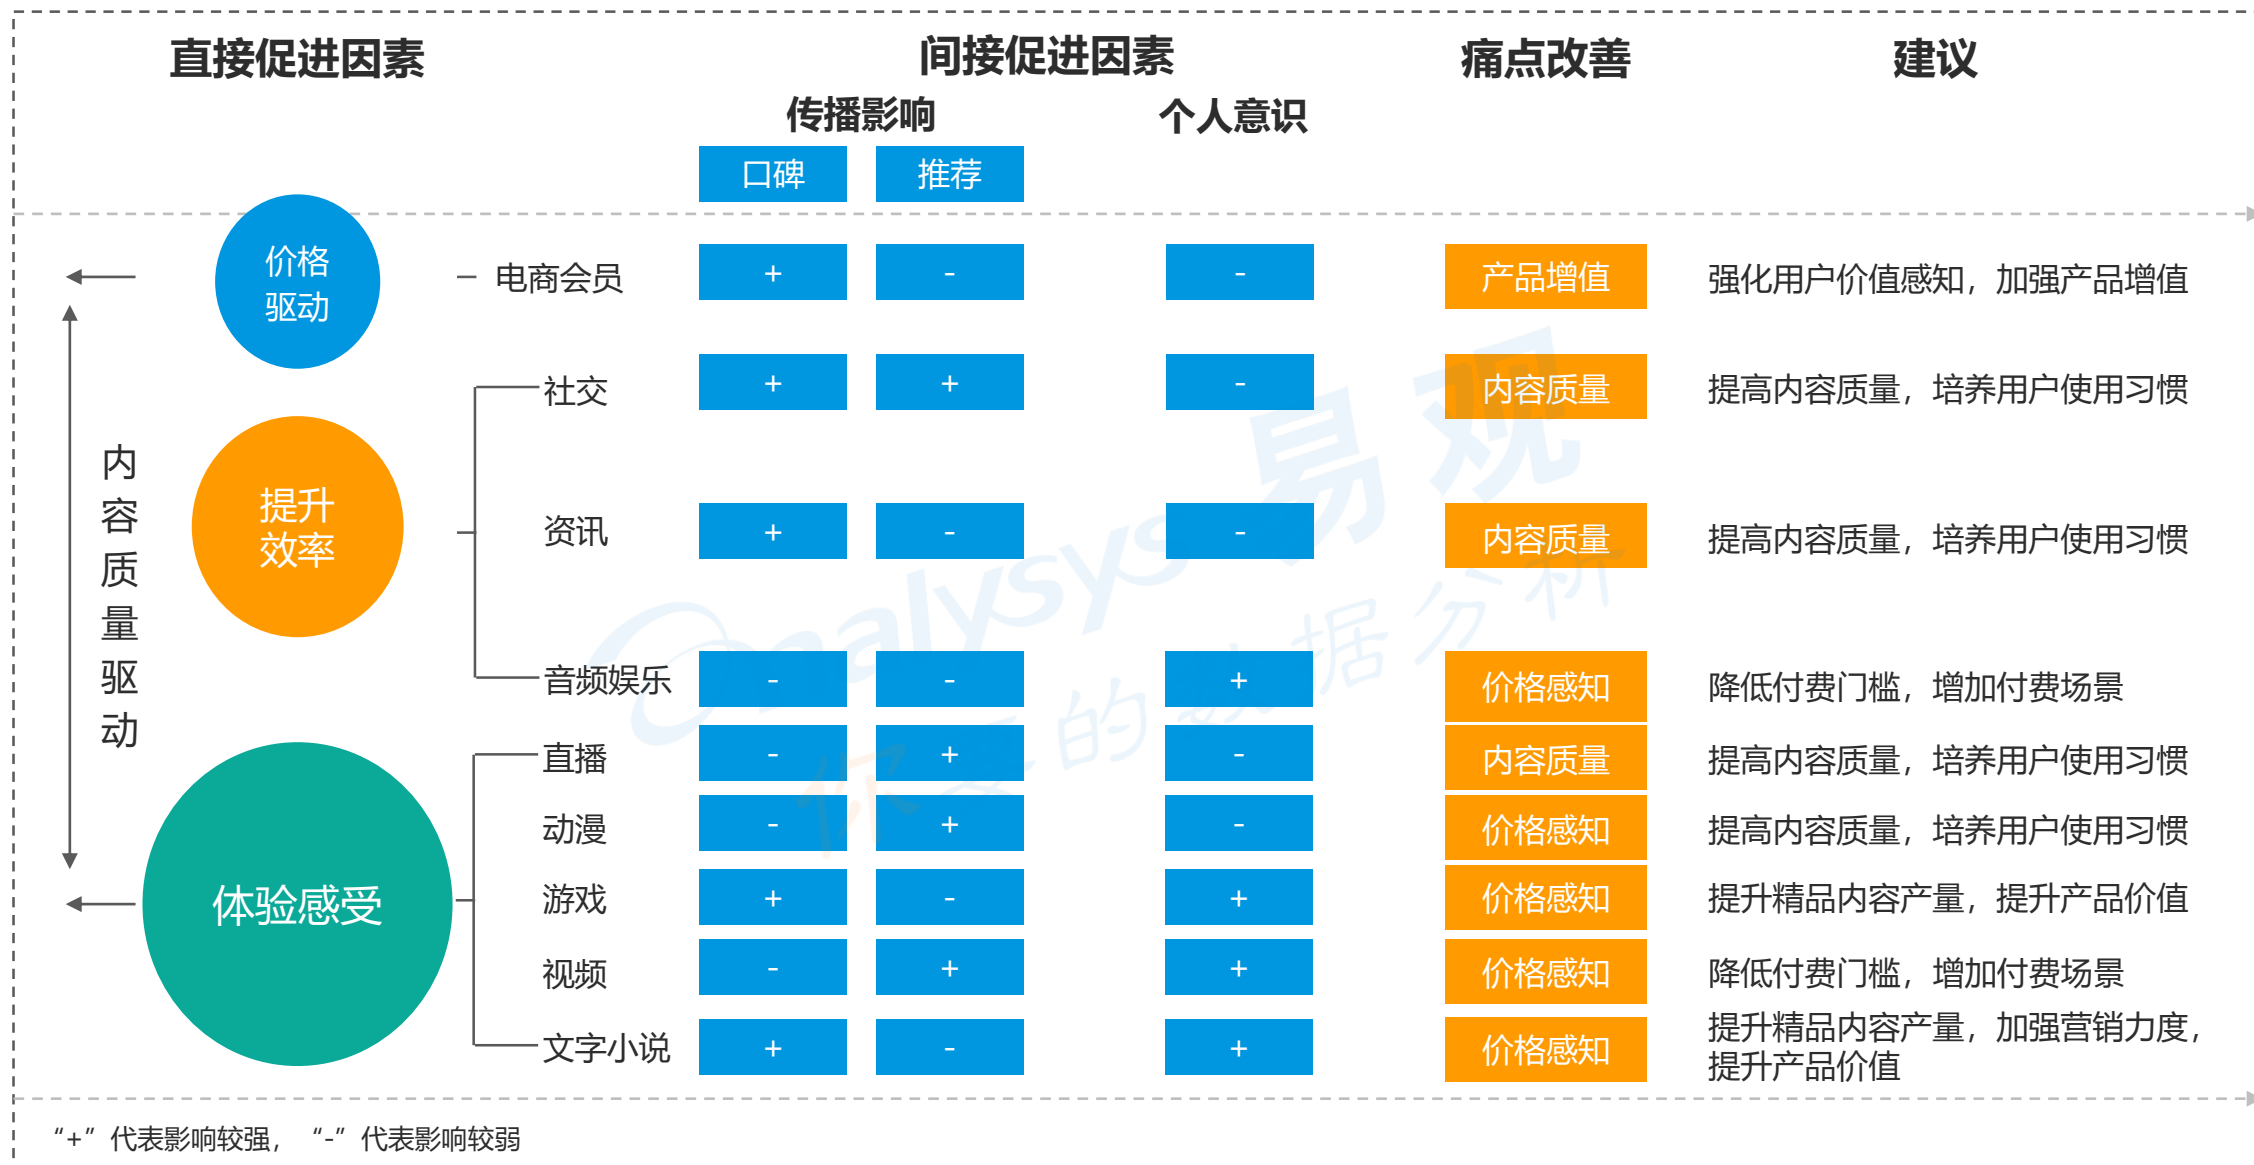 直接促进因素
间接促进因素
痛点改善
建议
传播影响
个人意识
口碑
推荐
价格
驱动
电商会员
+
-
-
产品增值
强化用户价值感知，加强产品增值
社交
+
+
-
内容质量
提高内容质量，培养用户使用习惯
内容质量驱动
提升
效率
资讯
+
-
-
内容质量
提高内容质量，培养用户使用习惯
音频娱乐
-
-
+
价格感知
降低付费门槛，增加付费场景
直播
-
+
-
内容质量
提高内容质量，培养用户使用习惯
动漫
-
+
-
价格感知
提高内容质量，培养用户使用习惯
体验感受
游戏
+
-
+
价格感知
提升精品内容产量，提升产品价值
视频
-
+
+
价格感知
降低付费门槛，增加付费场景
文字小说
+
-
+
价格感知
提升精品内容产量，加强营销力度，
提升产品价值
“+”代表影响较强，“-”代表影响较弱
analysys 易观
你要的数据分析